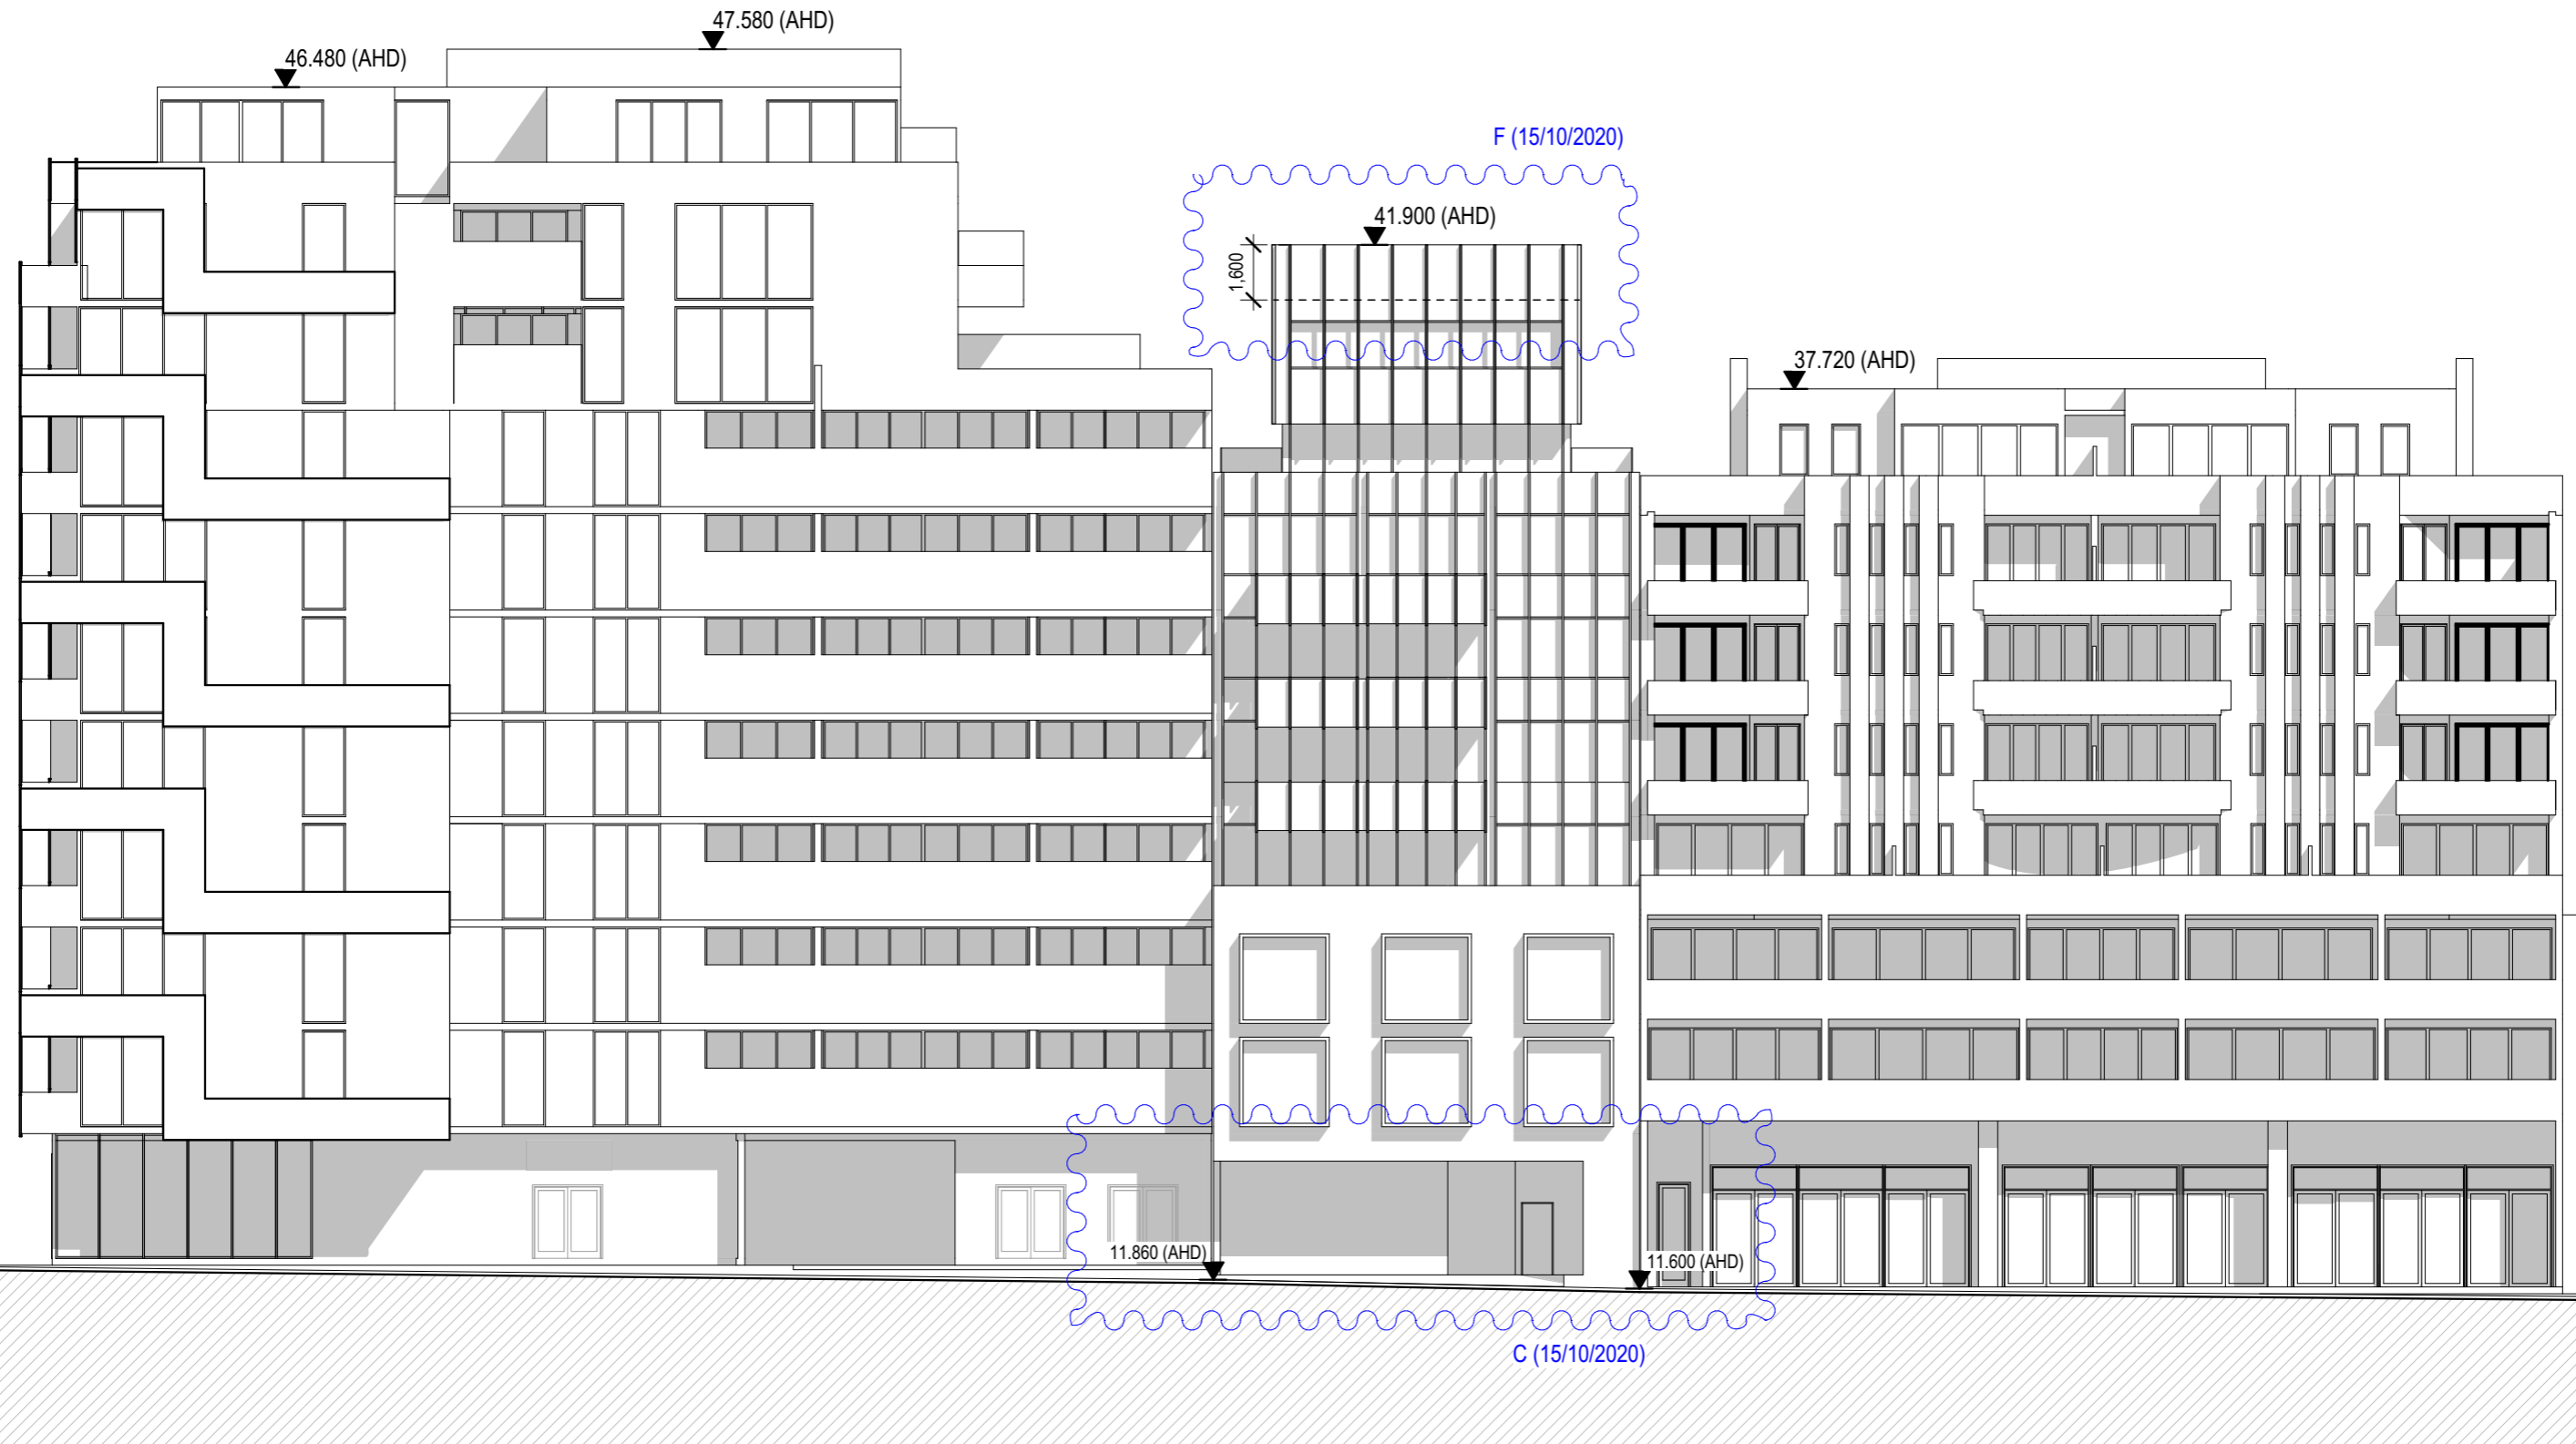 47.580 (AHD)
46.480 (AHD)
F (15/10/2020)
41.900 (AHD)
1,600
37.720 (AHD)
11.860 (AHD)
11.600 (AHD)
C (15/10/2020)